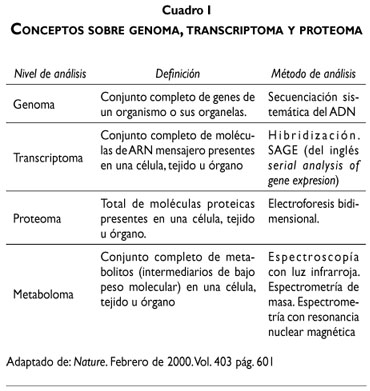 Cuadro I
CONCEPTOS SOBRE GENOMA, TRANSCRIPTOMA Y PROTEOMA
Nivel de análisis Definición Método de análisis
Genoma
Conjunto completo de genes de
un organismo o sus organelas.
Secuenciación sis-
temática del ADN
Transcriptoma
Conjunto completo de molécu-
las de ARN mensajero presentes
en una célula, tejido u órgano
Hibridización.
SAGE (del inglés
serial analysis of
gene expresion)
Proteoma
Total de moléculas proteicas
presentes en una célula, tejido
u órgano.
Electroforesis bidi-
mensional.
Metaboloma
Conjunto completo de meta-
bolitos (intermediarios de bajo
peso molecular) en una célula,
tejido u órgano
Espectroscopía
con luz infrarroja.
Espectrometría de
masa. Espectrome-
tría con resonancia
nuclear magnética
Adaptado de: Nature. Febrero de 2000. Vol. 403 pág. 601